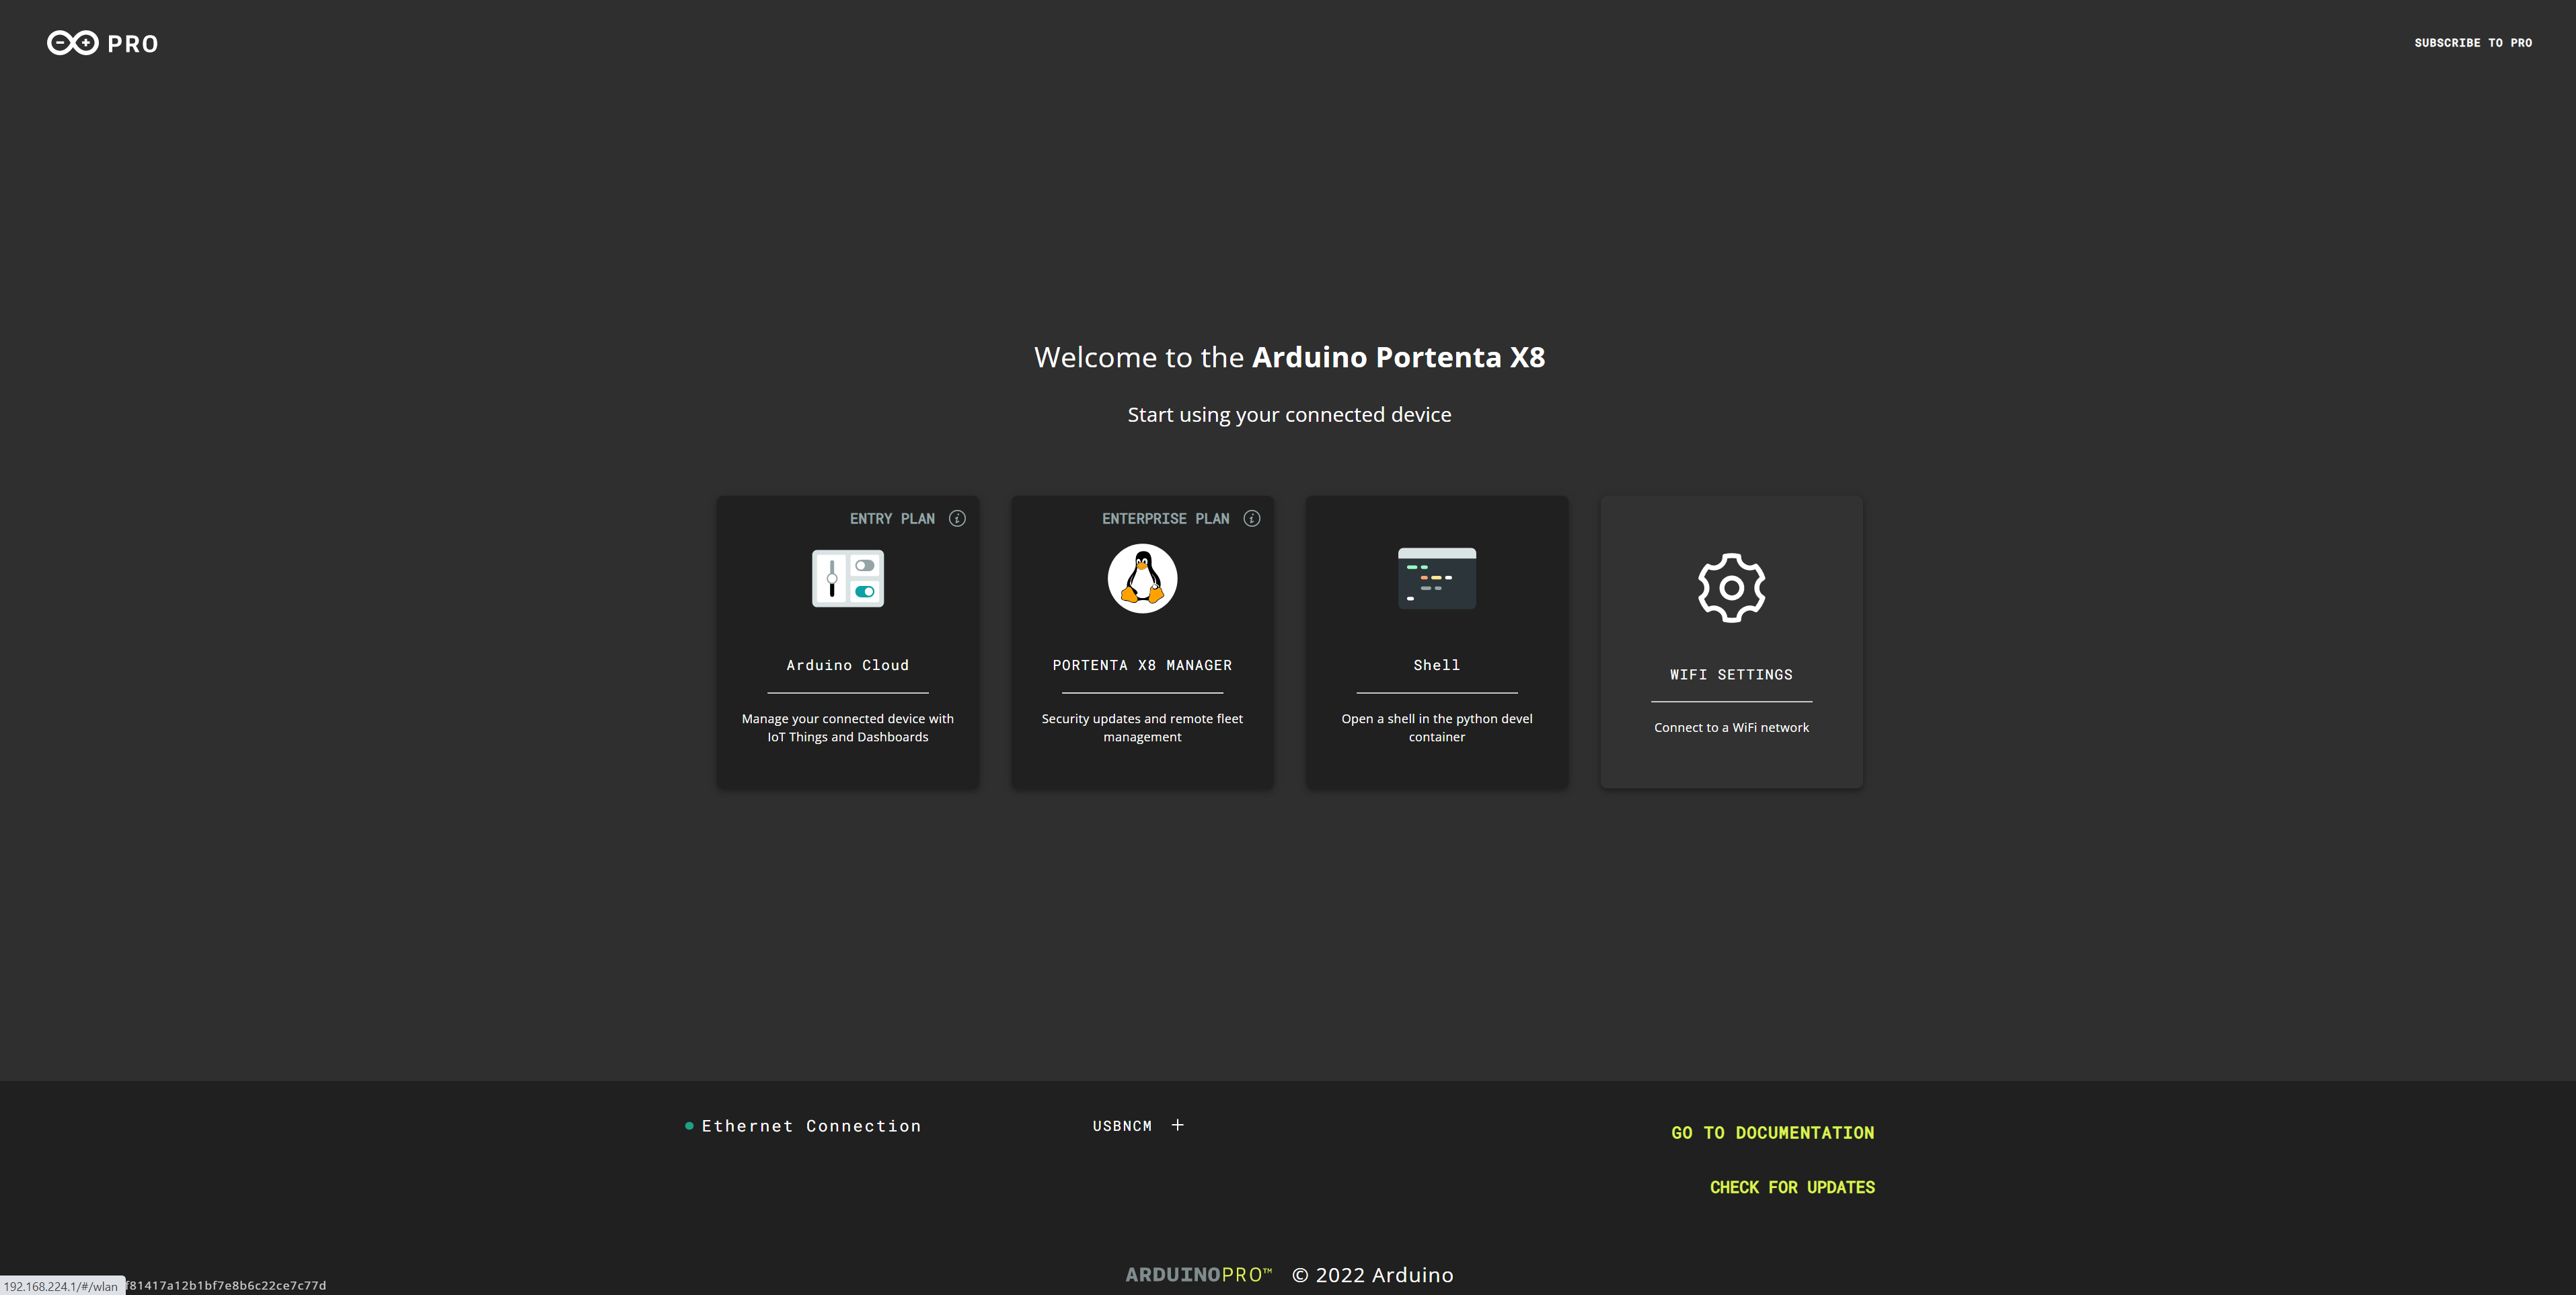 PRO
SUBSCRIBE TO PRO
Welcome to the Arduino Portenta X8
Start using your connected device
ENTRY PLAN
Arduino Cloud
Manage your connected device with
IoT Things and Dashboards
ENTERPRISE PLAN
PORTENTA X8 MANAGER
Security updates and remote fleet
management
Shell
Open a shell in the python devel
container
WIFI SETTINGS
Connect to a WiFi network
Ethernet Connection
USBNCM +
GO TO DOCUMENTATION
CHECK FOR UPDATES
ARDUINOPRO™ © 2022 Arduino
192.168.224.1/#/wlan f81417a12b1bf7e8b6c22ce7c77d